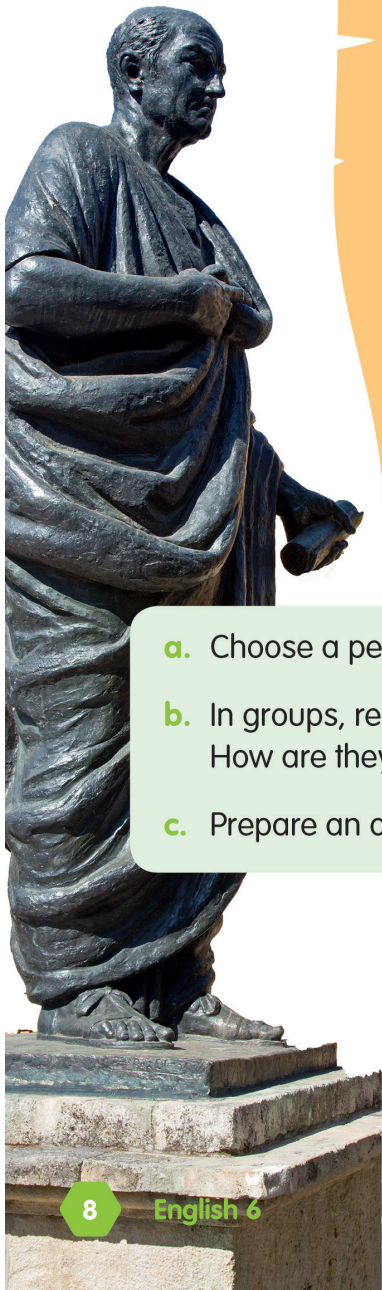 a. Choose a pe
b. In groups, re
How are they
c. Prepare an o
8 English 6